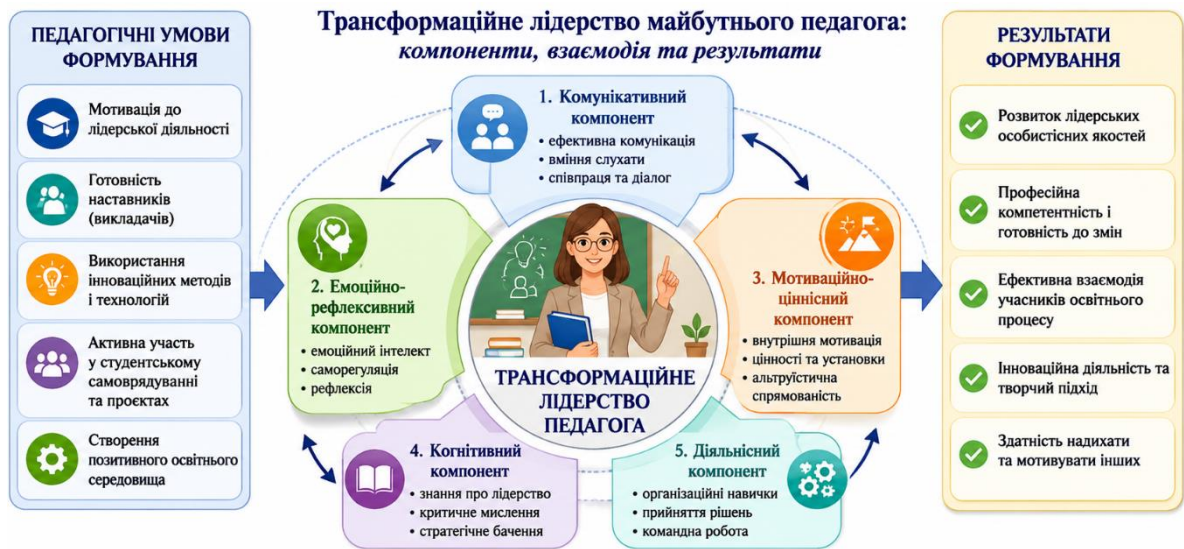 Трансформаційне лідерство майбутнього педагога:
компоненти, взаємодія та результати
ПЕДАГОГІЧНІ УМОВИ
ФОРМУВАННЯ
Мотивація до
лідерської діяльності
Готовність
наставників
(викладачів)
Використання
інноваційних методів
і технологій
Активна участь
у студентському
самоврядуванні
та проєктах
Створення
позитивного освітнього
середовища
1. Комунікативний
компонент
• ефективна комунікація
• вміння слухати
• співпраця та діалог
2. Емоційно-
рефлексивний
компонент
• емоційний інтелект
• саморегуляція
• рефлексія
3. Мотиваційно-
ціннісний
компонент
• внутрішня мотивація
• цінності та установки
• альтруїстична
спрямованість
ТРАНСФОРМАЦІЙНЕ
ЛІДЕРСТВО
ПЕДАГОГА
4. Когнітивний
компонент
• знання про лідерство
• критичне мислення
• стратегічне бачення
5. Діяльнісний
компонент
• організаційні навички
• прийняття рішень
• командна робота
РЕЗУЛЬТАТИ
ФОРМУВАННЯ
Розвиток лідерських
особистісних якостей
Професійна
компетентність і
готовність до змін
Ефективна взаємодія
учасників освітнього
процесу
Інноваційна діяльність та
творчий підхід
Здатність надихати
та мотивувати інших